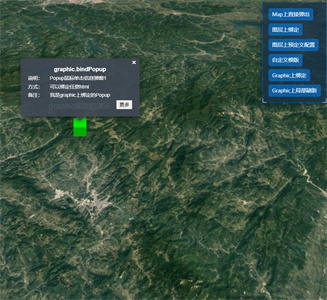 graphic.bindPopup
说明： Popup鼠标单击信息弹窗1
方式： 可以绑定任意html
备注： 我是graphic上绑定的Popup
更多
Map上直接弹出
图层上绑定
图层上预定义配置
自定义模版
Graphic上绑定
Graphic上局部刷新